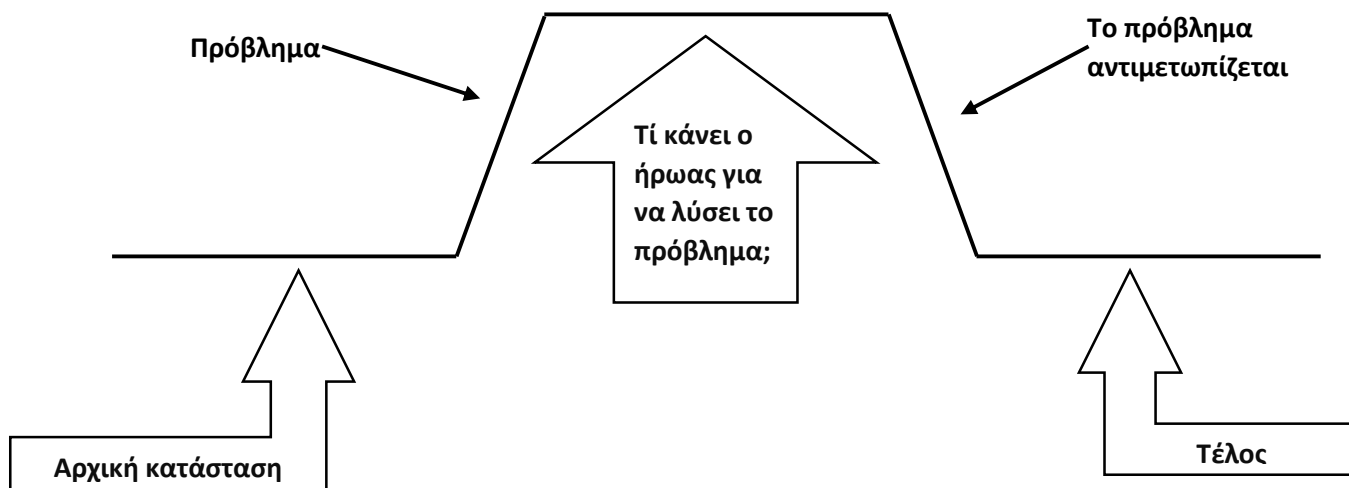 Πρόβλημα
Το πρόβλημα
αντιμετωπίζεται
Τί κάνει ο
ήρωας για
να λύσει το
πρόβλημα;
Αρχική κατάσταση
Τέλος